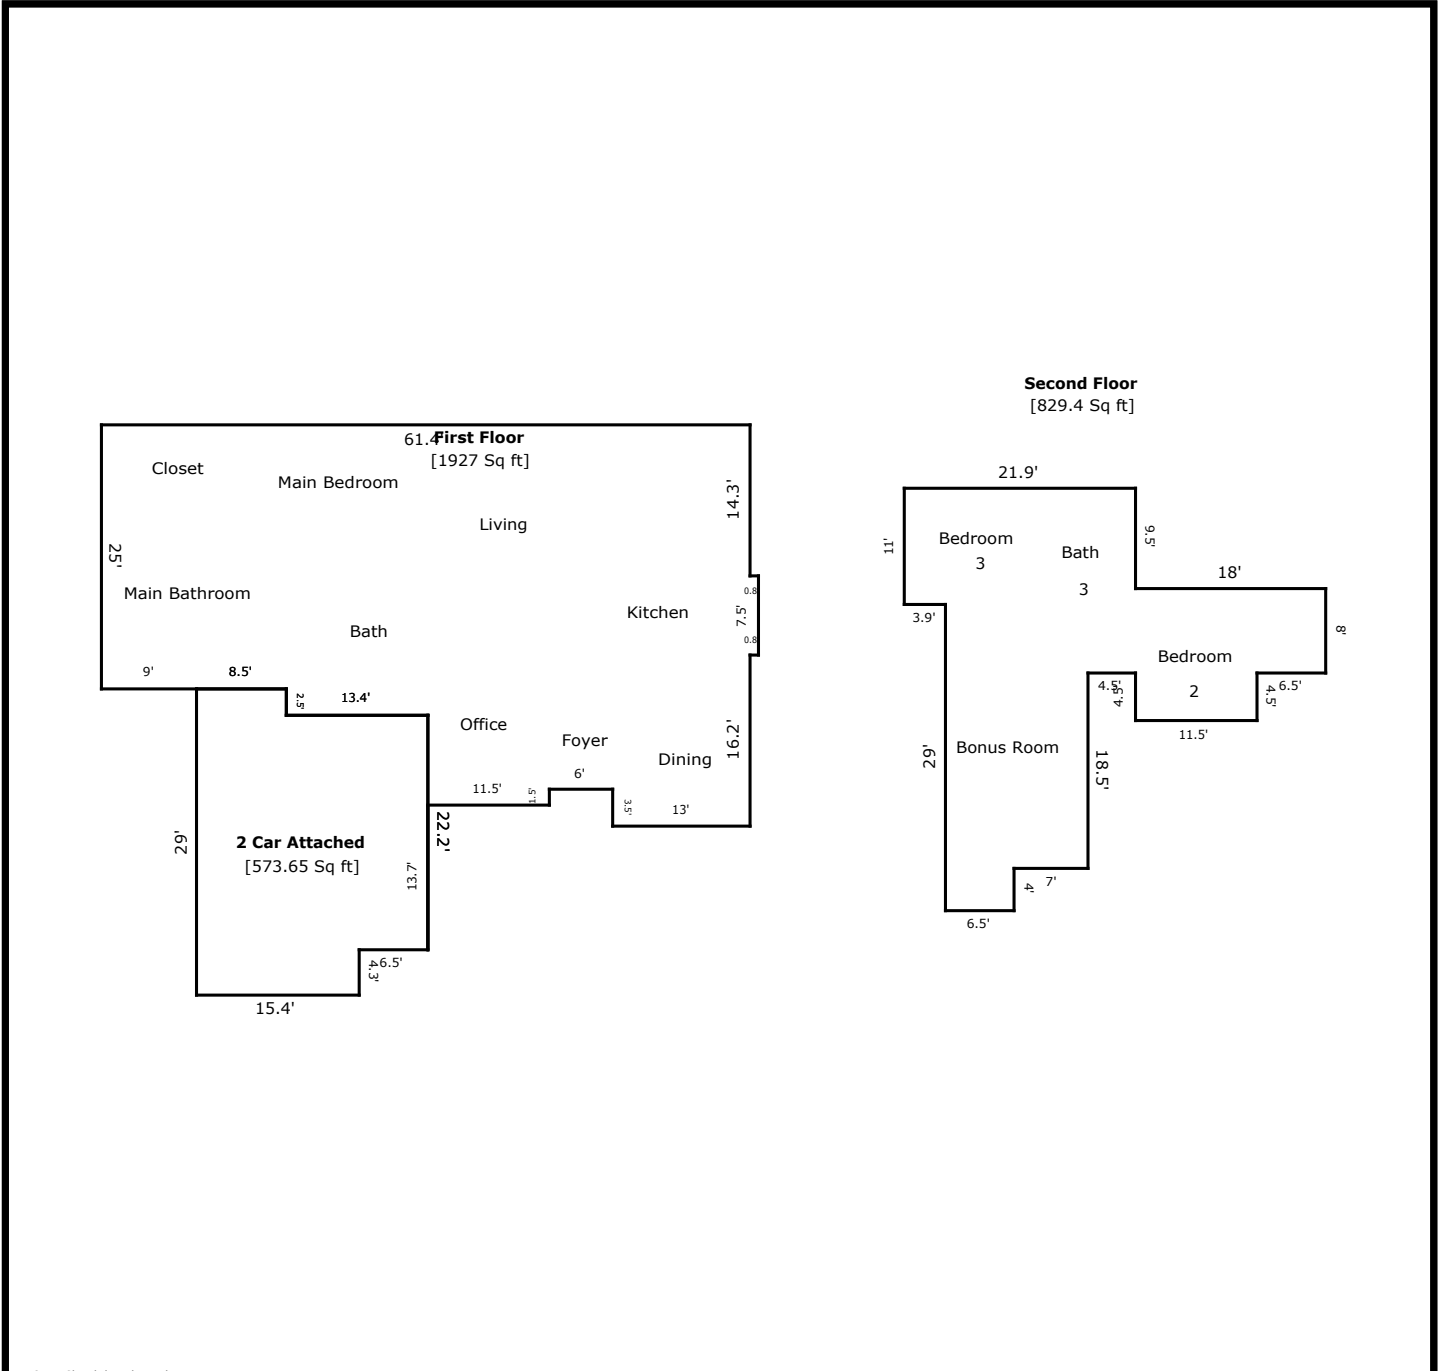 Second Floor
[829.4 Sq ft]
61.4
First Floor
[1927 Sq ft]
Closet
Main Bedroom
Living
14.3'
25'
Main Bathroom
Bath
Kitchen
0.8
7.5'
0.8
9'
8.5'
2.5'
13.4'
Office
Foyer
Dining
16.2'
11.5'
1.5'
6'
3.5'
13'
29'
2 Car Attached
[573.65 Sq ft]
22.2'
13.7'
4.3'
6.5'
15.4'
21.9'
11'
Bedroom
3
Bath
3
9.5'
18'
3.9'
8'
Bedroom
2
4.5'
4.5'
4.5'
6.5'
11.5'
29'
Bonus Room
18.5'
4'
7'
6.5'